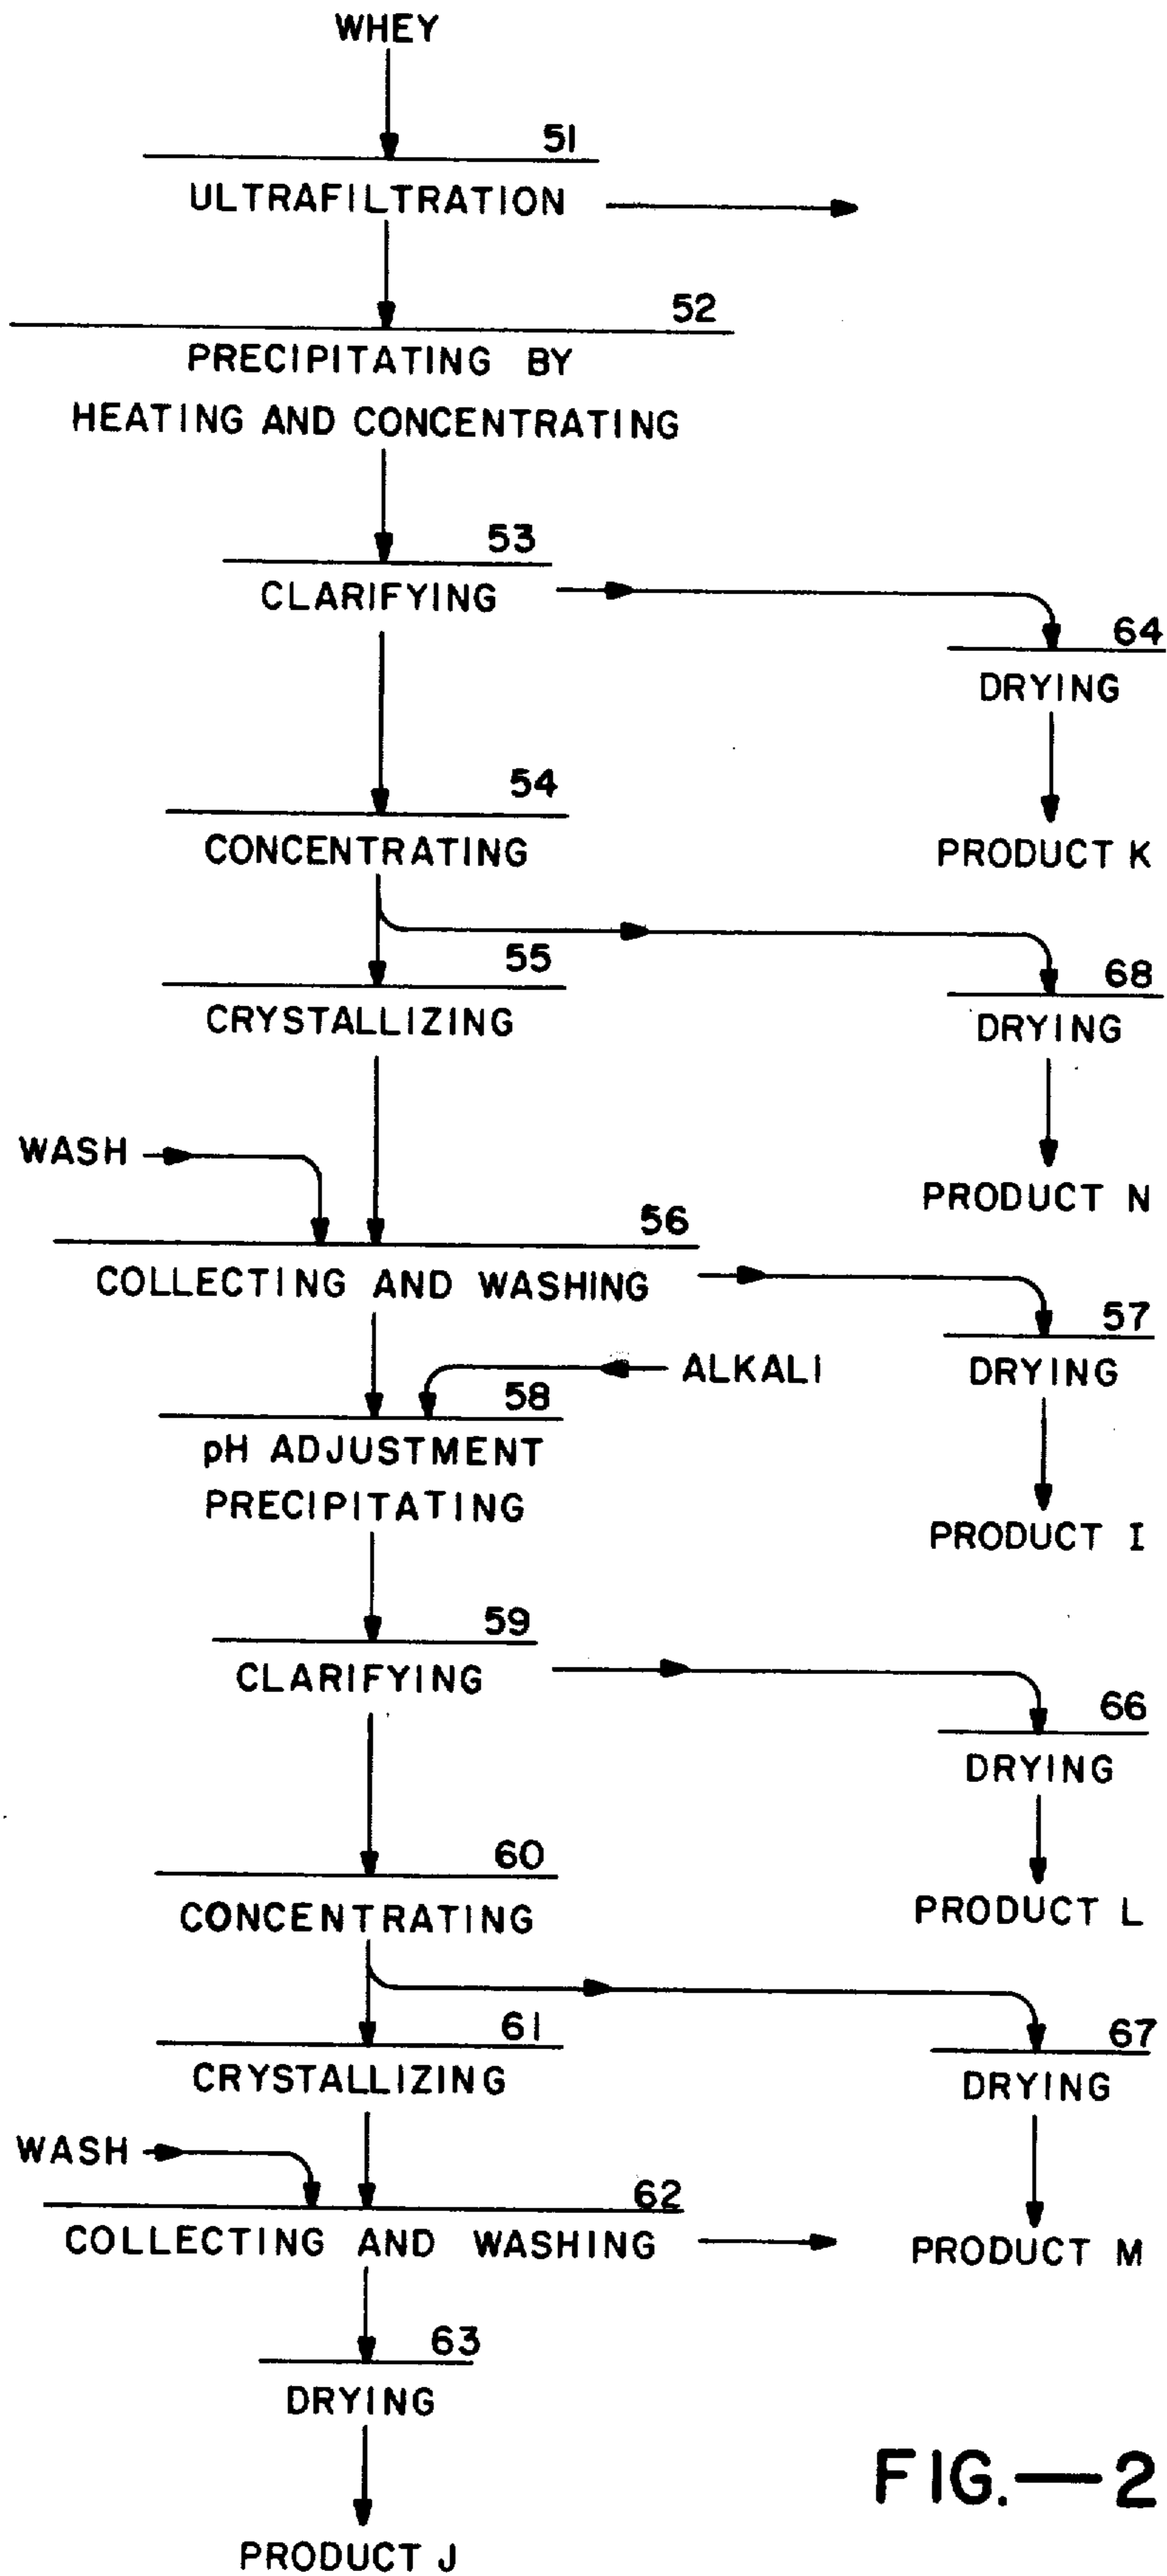 WHEY
51
ULTRAFILTRATION
52
PRECIPITATING BY
HEATING AND CONCENTRATING
53
CLARIFYING
64
DRYING
PRODUCT K
54
CONCENTRATING
55
CRYSTALLIZING
68
DRYING
PRODUCT N
WASH
56
COLLECTING AND WASHING
57
DRYING
PRODUCT I
ALKALI
58
pH ADJUSTMENT
PRECIPITATING
59
CLARIFYING
66
DRYING
PRODUCT L
60
CONCENTRATING
61
CRYSTALLIZING
67
DRYING
PRODUCT M
WASH
62
COLLECTING AND WASHING
63
DRYING
PRODUCT J
FIG.—2